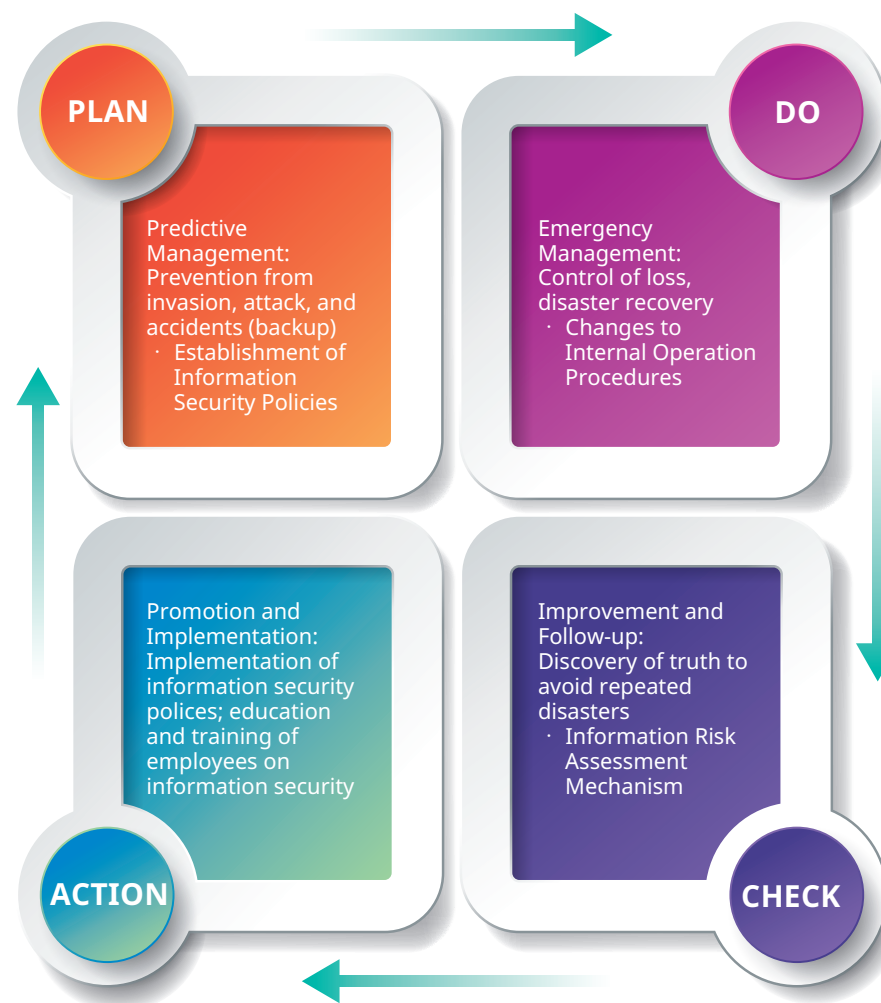 PLAN
Predictive
Management:
Prevention from
invasion, attack, and
accidents (backup)
· Establishment of
Information
Security Policies
DO
Emergency
Management:
Control of loss,
disaster recovery
· Changes to
Internal Operation
Procedures
Promotion and
Implementation:
Implementation of
information security
polices; education
and training of
employees on
information security
ACTION
Improvement and
Follow-up:
Discovery of truth to
avoid repeated
disasters
· Information Risk
Assessment
Mechanism
CHECK